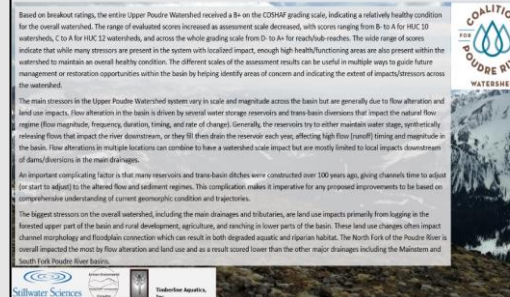 Based on breakout ratings, the entire Upper Poudre Watershed received a B+ on the COSHAF grading scale, indicating a relatively healthy condition
for the overall watershed. The range of evaluated scores increased as assessment scale decreased, with scores ranging from B- to A for HUC 10
watersheds, C to A for HUC 12 watersheds, and across the whole grading scale from D- to A+ for reach/sub-reaches. The wide range of scores
indicate that while many stressors are present in the system with localized impact, enough high health/functioning areas are also present within the
watershed to maintain an overall healthy condition. The different scales of the assessment results can be useful in multiple ways to guide future
management or restoration opportunities within the basin by helping identify areas of concern and indicating the extent of impacts/stressors across
the watershed.
The main stressors in the Upper Poudre Watershed system vary in scale and magnitude across the basin but are generally due to flow alteration and
land use impacts. Flow alteration in the basin is driven by several water storage reservoirs and trans-basin diversions that impact the natural flow
regime (flow magnitude, frequency, duration, timing, and rate of change). Generally, the reservoirs try to either maintain water stage, synthetically
releasing flows that impact the river downstream, or they fill then drain the reservoir each year, affecting high flow (runoff) timing and magnitude in
the basin. Flow alterations in multiple locations can combine to have a watershed scale impact but are mostly limited to local impacts downstream
of dams/diversions in the main drainages.
An important complicating factor is that many reservoirs and trans-basin ditches were constructed over 100 years ago, giving channels time to adjust
(or start to adjust) to the altered flow and sediment regimes. This complication makes it imperative for any proposed improvements to be based on
comprehensive understanding of current geomorphic condition and trajectories.
The biggest stressors on the overall watershed, including the main drainages and tributaries, are land use impacts primarily from logging in the
forested upper part of the basin and rural development, agriculture, and ranching in lower parts of the basin. These land use changes often impact
channel morphology and floodplain connection which can result in both degraded aquatic and riparian habitat. The North Fork of the Poudre River is
overall impacted the most by flow alteration and land use and as a result scored lower than the other major drainages including the Mainstem and
South Fork Poudre River basins.
COALITIO
FOR
POUDRE RI
WATERSHE
Stillwater Sciences
Timberline Aquatics,
Inc.